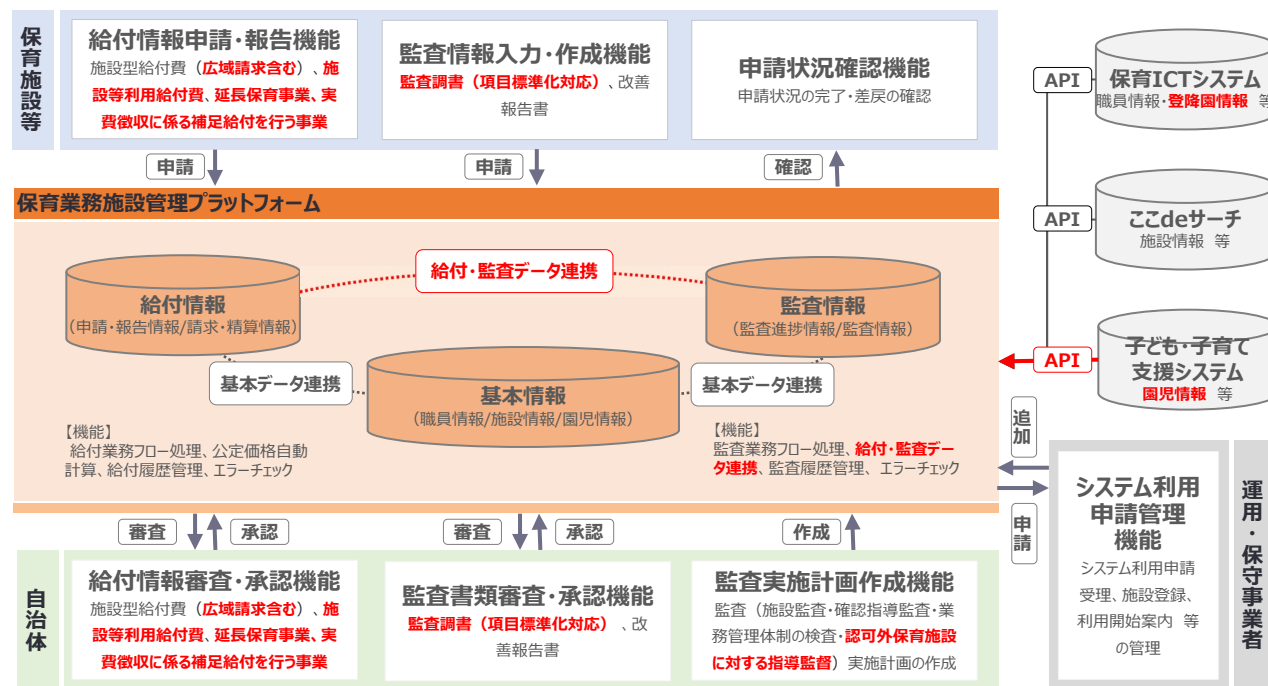 保育施設等
給付情報申請・報告機能
施設型給付費（広域請求含む）、施
設等利用給付費、延長保育事業、実
費徴収に係る補足給付を行う事業
監査情報入力・作成機能
監査調書（項目標準化対応）、改善
報告書
申請状況確認機能
申請状況の完了・差戻の確認
申請
申請
確認
保育業務施設管理プラットフォーム
給付・監査データ連携
給付情報
（申請・報告情報/請求・精算情報）
監査情報
（監査進捗情報/監査情報）
基本データ連携
基本データ連携
基本情報
（職員情報/施設情報/園児情報）
【機能】
給付業務フロー処理、公定価格自動
計算、給付履歴管理、エラーチェック
【機能】
監査業務フロー処理、給付・監査デー
タ連携、監査履歴管理、エラーチェック
審査
承認
審査
承認
作成
自治体
給付情報審査・承認機能
施設型給付費（広域請求含む）、施
設等利用給付費、延長保育事業、実
費徴収に係る補足給付を行う事業
監査書類審査・承認機能
監査調書（項目標準化対応）、改
善報告書
監査実施計画作成機能
監査（施設監査・確認指導監査・業
務管理体制の検査・認可外保育施設
に対する指導監督）実施計画の作成
API
保育ICTシステム
職員情報・登降園情報 等
API
ここdeサーチ
施設情報 等
API
子ども・子育て
支援システム
園児情報 等
追加
申請
システム利用
申請管理
機能
システム利用申請
受理、施設登録、
利用開始案内 等
の管理
運用・保守事業者